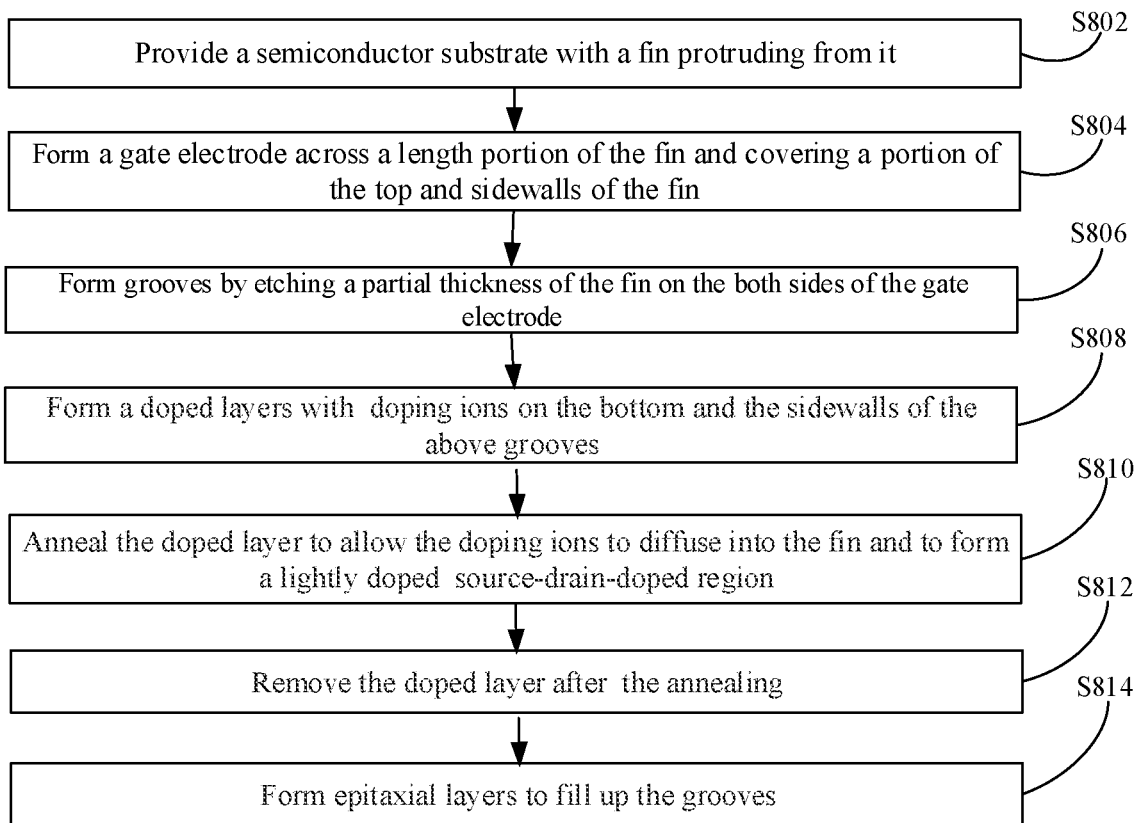 S802
Provide a semiconductor substrate with a fin protruding from it
S804
Form a gate electrode across a length portion of the fin and covering a portion of
the top and sidewalls of the fin
S806
Form grooves by etching a partial thickness of the fin on the both sides of the gate
electrode
S808
Form a doped layers with doping ions on the bottom and the sidewalls of the
above grooves
S810
Anneal the doped layer to allow the doping ions to diffuse into the fin and to form
a lightly doped source-drain-doped region
S812
Remove the doped layer after the annealing
S814
Form epitaxial layers to fill up the grooves